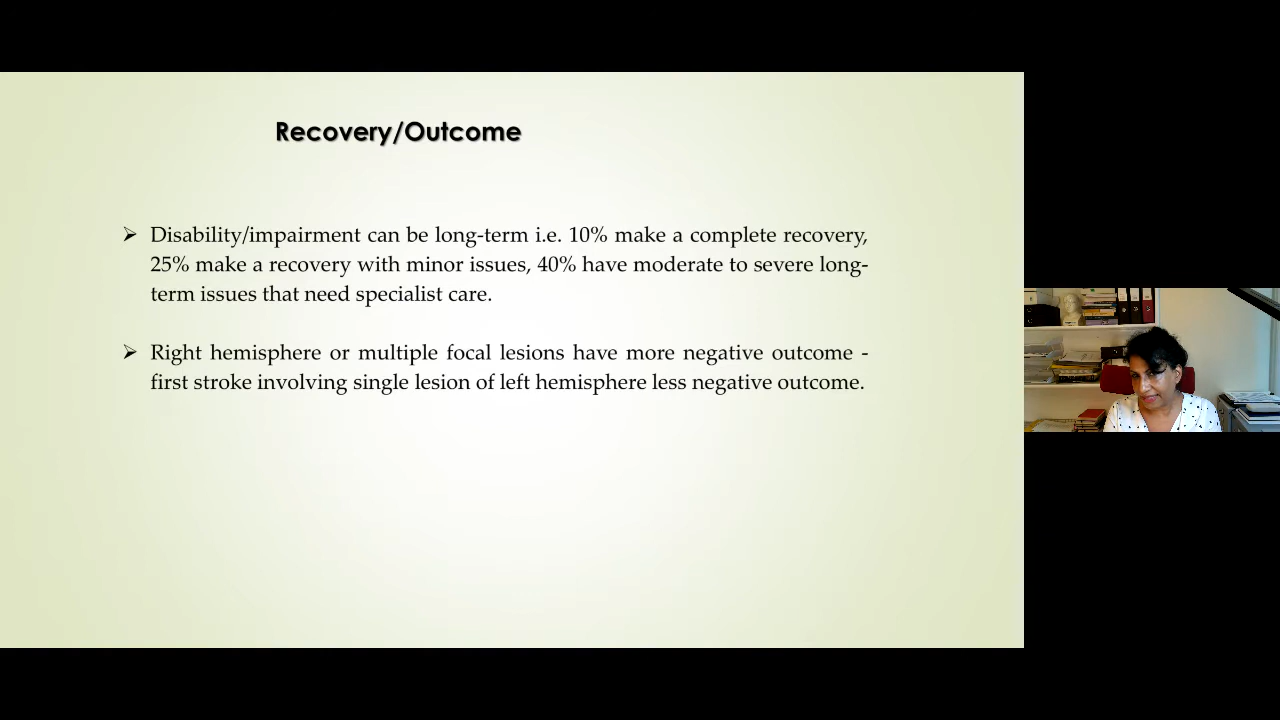 Recovery/Outcome
➢ Disability/impairment can be long-term i.e. 10% make a complete recovery,
25% make a recovery with minor issues, 40% have moderate to severe long-
term issues that need specialist care.
➢ Right hemisphere or multiple focal lesions have more negative outcome -
first stroke involving single lesion of left hemisphere less negative outcome.